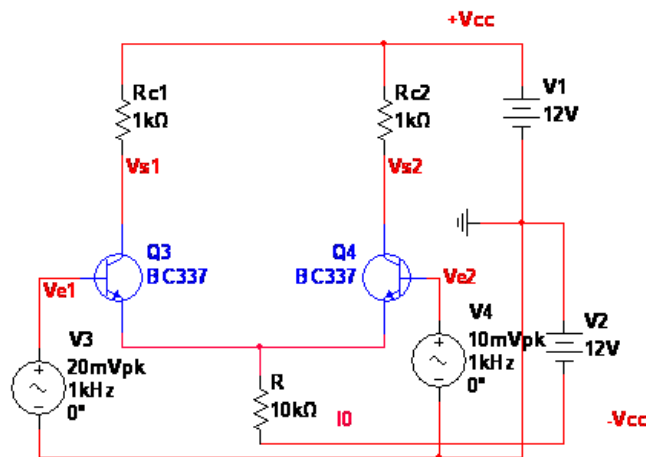 +Vcc
Rc1
1kΩ
Rc2
1kΩ
V1
12V
Vs1
Vs2
Q3
BC337
Q4
BC337
Ve1
Ve2
V3
20mVpk
1kHz
0°
V4
10mVpk
1kHz
0°
V2
12V
R
10kΩ
I0
-Vcc